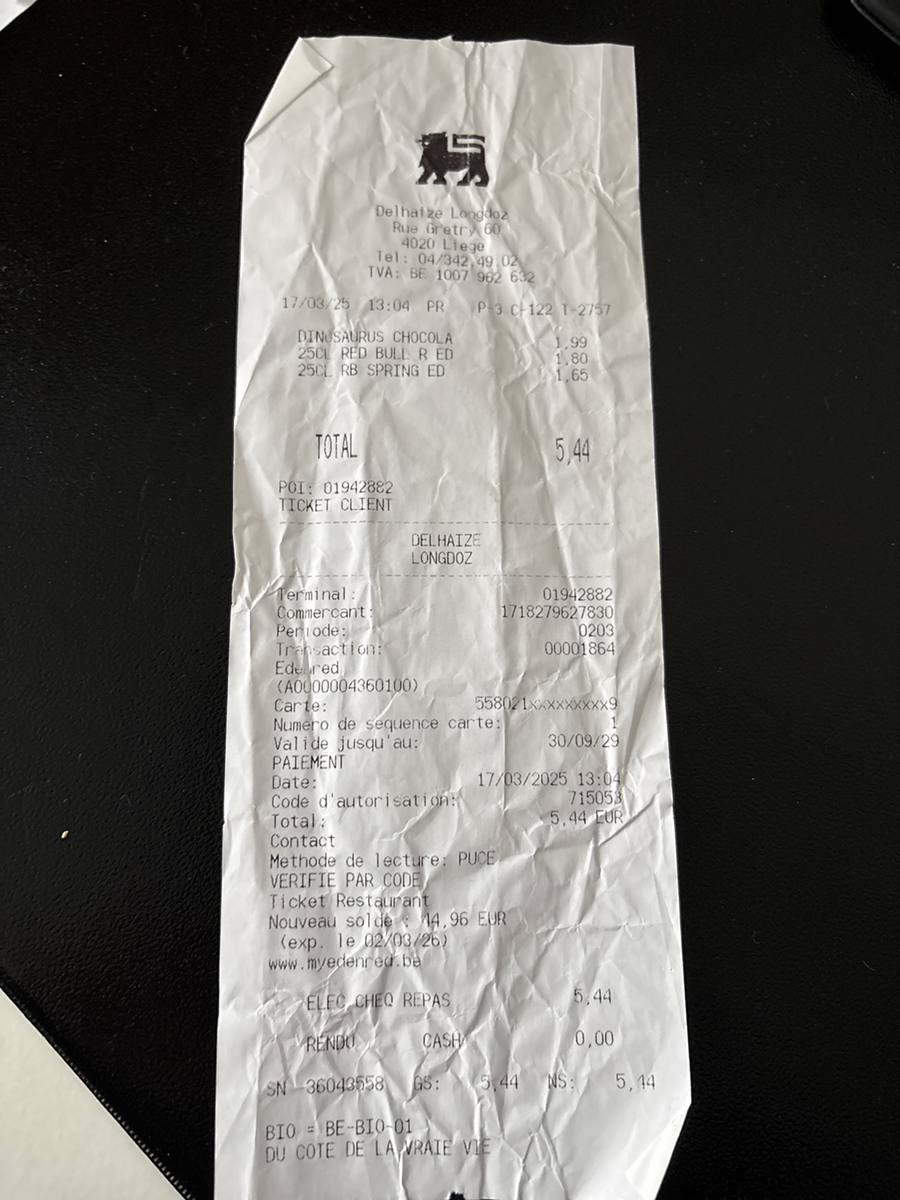 Delhaize Longdoz
Rue Gretry 60
4020 Liege
Tel: 04/342.49.02
TVA: BE 1007 962 632
17/03/25 13:04 PR P-3 C-122 T-2757
DINOSAURUS CHOCOLA 1,99
25CL RED BULL R ED 1,80
25CL RB SPRING ED 1,65
TOTAL 5,44
POI: 01942882
TICKET CLIENT
DELHAIZE
LONGDOZ
Terminal: 01942882
Commercant: 1718279627830
Periode: 0203
Transaction: 00001864
Edenred
(A0000004360100)
Carte: 558021xxxxxxxxx9
Numero de sequence carte: 1
Valide jusqu'au: 30/09/29
PAIEMENT
Date: 17/03/2025 13:04
Code d'autorisation: 715053
Total: 5,44 EUR
Contact
Methode de lecture: PUCE
VERIFIE PAR CODE
Ticket Restaurant
Nouveau solde : 44,96 EUR
(exp. le 02/03/26)
www.myedenred.be
ELEC CHEQ REPAS 5,44
RENDU CASH 0,00
SN 36043558 GS: 5,44 NS: 5,44
BIO = BE-BIO-01
DU COTE DE LA VRAIE VIE